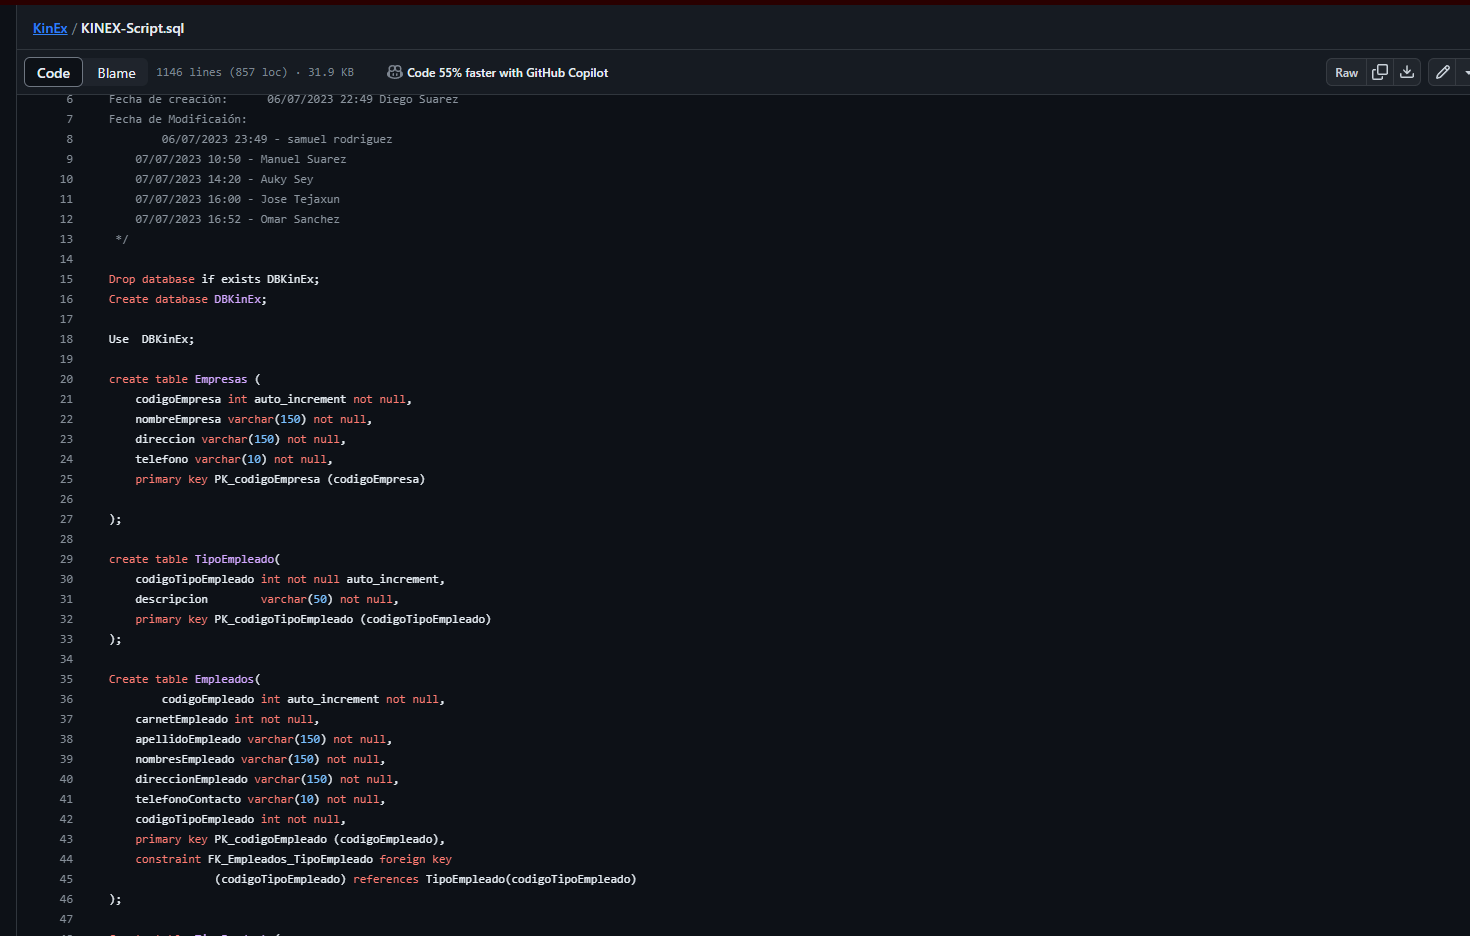 KinEx / KINEX-Script.sql
Code Blame 1146 lines (857 loc) · 31.9 KB Code 55% faster with GitHub Copilot Raw
6 Fecha de creación: 06/07/2023 22:49 Diego Suarez
7 Fecha de Modificaión:
8 06/07/2023 23:49 - samuel rodriguez
9 07/07/2023 10:50 - Manuel Suarez
10 07/07/2023 14:20 - Auky Sey
11 07/07/2023 16:00 - Jose Tejaxun
12 07/07/2023 16:52 - Omar Sanchez
13 */
14
15 Drop database if exists DBKinEx;
16 Create database DBKinEx;
17
18 Use  DBKinEx;
19
20 create table Empresas (
21 codigoEmpresa int auto_increment not null,
22 nombreEmpresa varchar(150) not null,
23 direccion varchar(150) not null,
24 telefono varchar(10) not null,
25 primary key PK_codigoEmpresa (codigoEmpresa)
26
27 );
28
29 create table TipoEmpleado(
30 codigoTipoEmpleado int not null auto_increment,
31 descripcion varchar(50) not null,
32 primary key PK_codigoTipoEmpleado (codigoTipoEmpleado)
33 );
34
35 Create table Empleados(
36 codigoEmpleado int auto_increment not null,
37 carnetEmpleado int not null,
38 apellidoEmpleado varchar(150) not null,
39 nombresEmpleado varchar(150) not null,
40 direccionEmpleado varchar(150) not null,
41 telefonoContacto varchar(10) not null,
42 codigoTipoEmpleado int not null,
43 primary key PK_codigoEmpleado (codigoEmpleado),
44 constraint FK_Empleados_TipoEmpleado foreign key
45 (codigoTipoEmpleado) references TipoEmpleado(codigoTipoEmpleado)
46 );
47